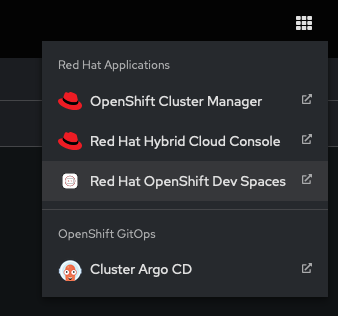 Red Hat Applications
OpenShift Cluster Manager
Red Hat Hybrid Cloud Console
Red Hat OpenShift Dev Spaces
OpenShift GitOps
Cluster Argo CD